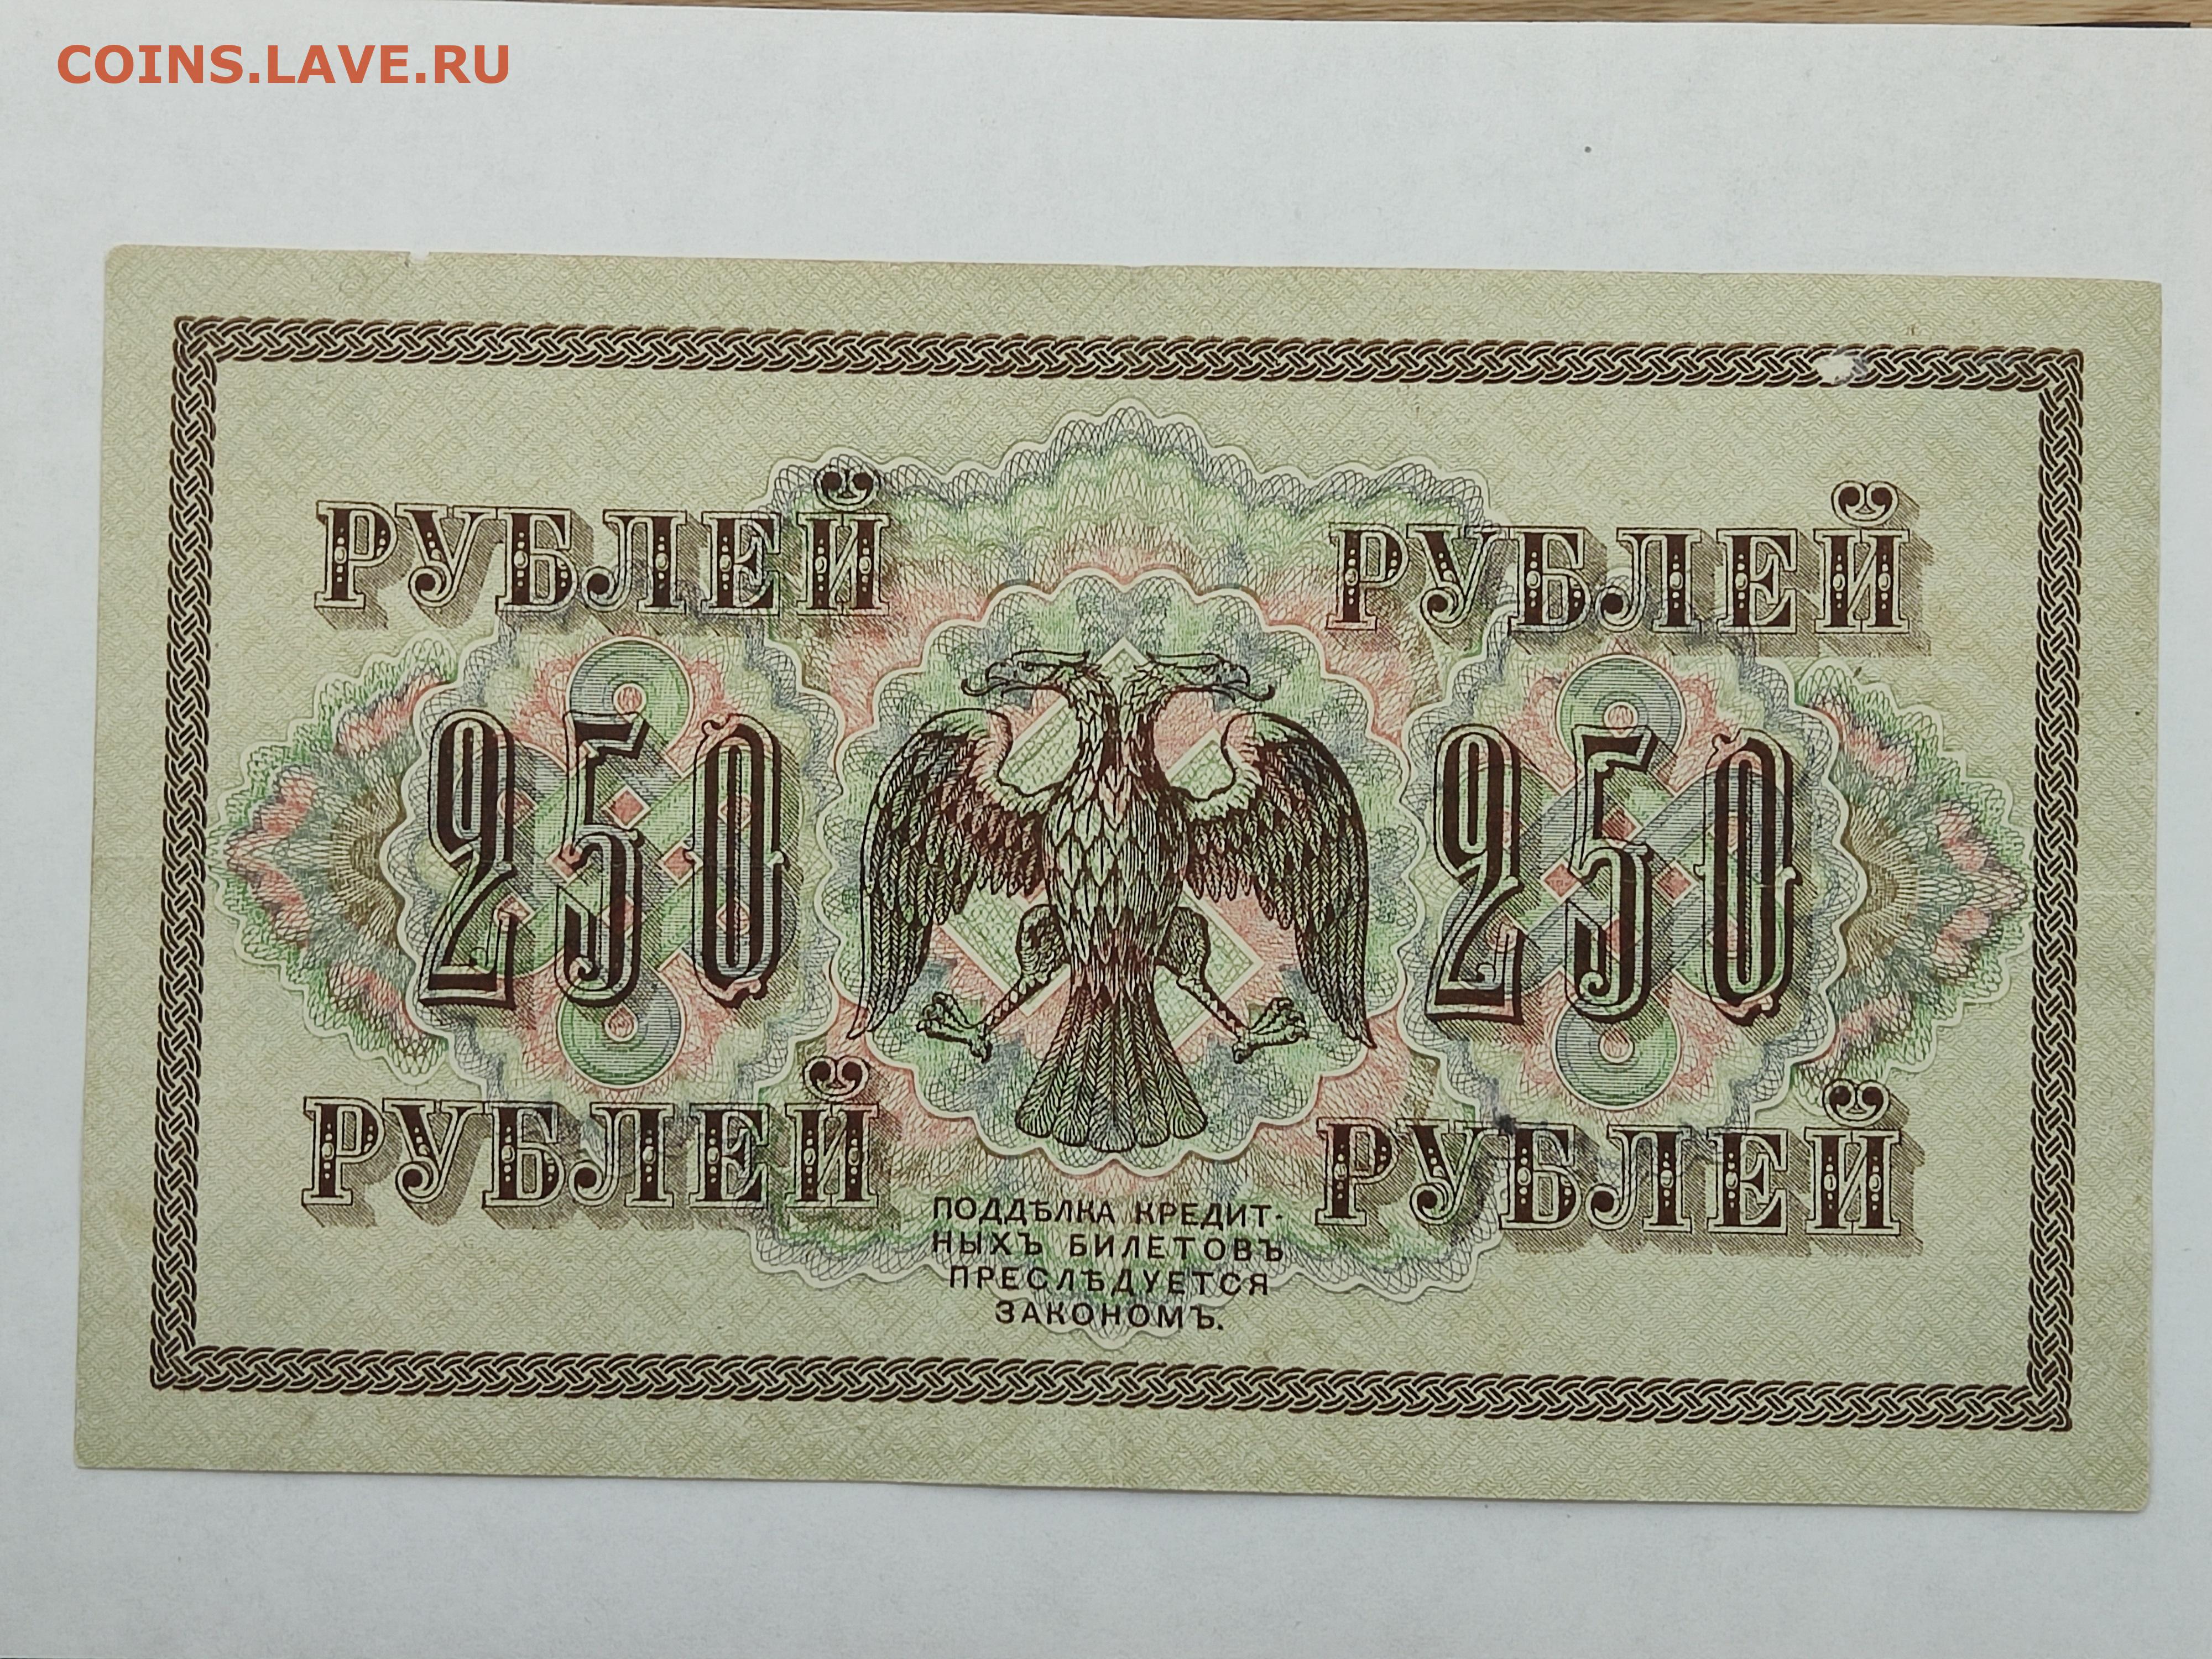 COINS.LAVE.RU
РУБЛЕЙ РУБЛЕЙ
250 250
РУБЛЕЙ РУБЛЕЙ
ПОДДѢЛКА КРЕДИТ-
НЫХЪ БИЛЕТОВЪ
ПРЕСЛѢДУЕТСЯ
ЗАКОНОМЪ.